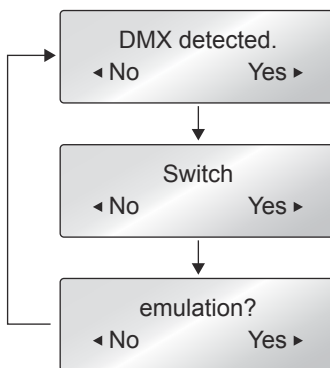 DMX detected.
◂ No Yes ▸
Switch
◂ No Yes ▸
emulation?
◂ No Yes ▸